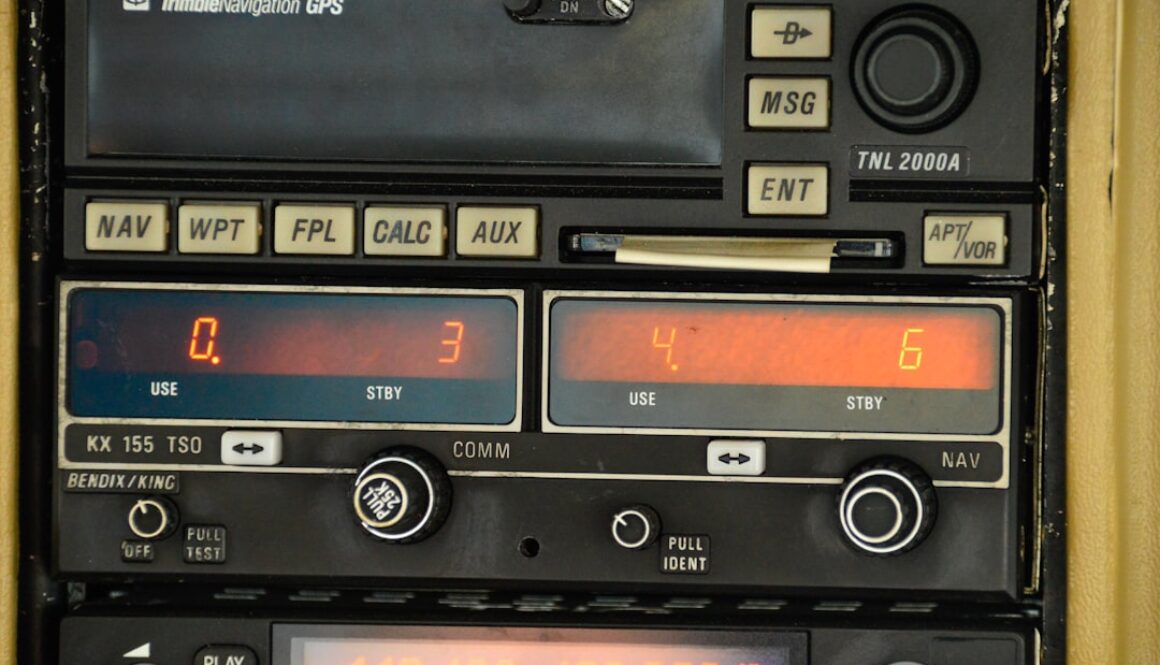 TrimbleNavigation GPS
DN
D
MSG
TNL 2000A
ENT
NAV WPT FPL CALC AUX
APT/VOR
0. 3
USE STBY
4. 6
USE STBY
KX 155 TSO
COMM
NAV
BENDIX/KING
OFF
PULL
TEST
PULL
25K
PULL
IDENT
PLAY